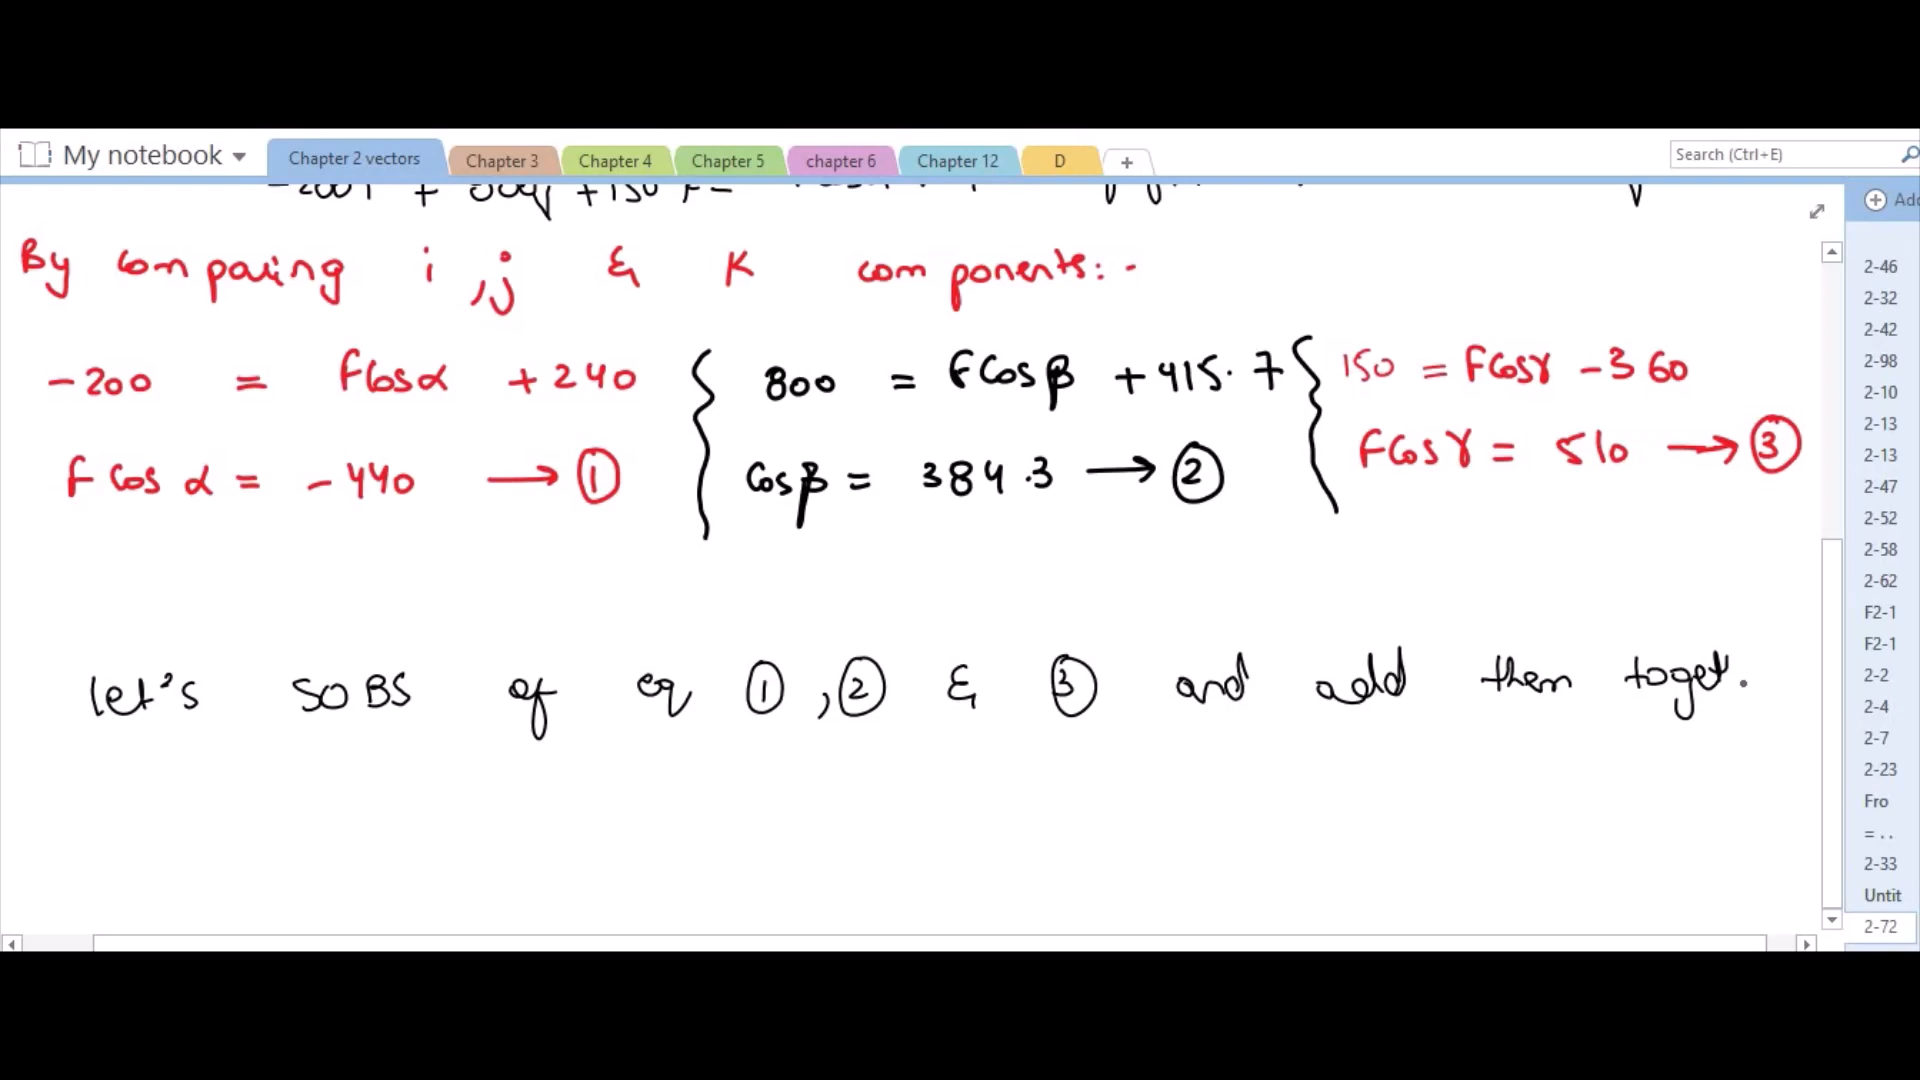 My notebook
Chapter 2 vectors Chapter 3 Chapter 4 Chapter 5 chapter 6 Chapter 12 D +
Search (Ctrl+E)
Add
+150
By comparing i, j & K components:-
-200 = FCosα +240
F Cos α = -440 → ①
800 = FCosβ +415.7
Cosβ = 384.3 → ②
150 = FCosγ -360
FCosγ = 510 → ③
let's SOBS of eq ①, ② & ③ and add them toget.
2-46
2-32
2-42
2-98
2-10
2-13
2-13
2-47
2-52
2-58
2-62
F2-1
F2-1
2-2
2-4
2-7
2-23
Fro
= . .
2-33
Untit
2-72